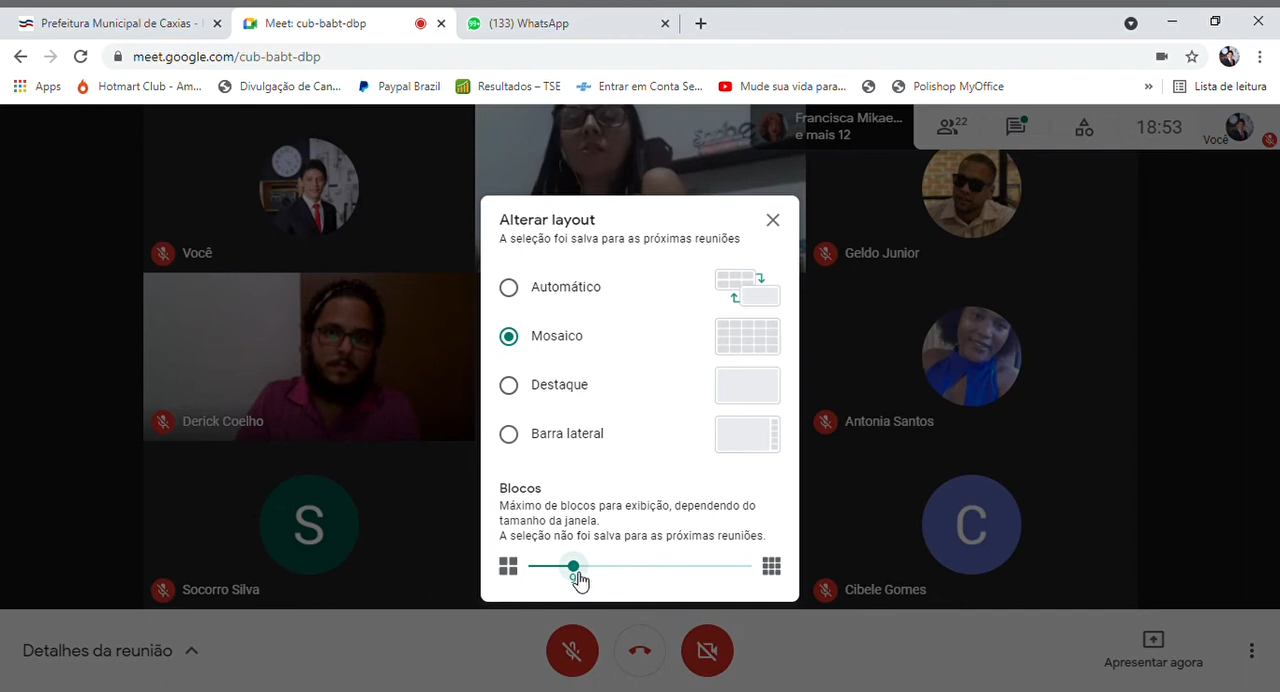 Prefeitura Municipal de Caxias -
Meet: cub-babt-dbp
99+
(133) WhatsApp
meet.google.com/cub-babt-dbp
Apps
Hotmart Club - Am...
Divulgação de Can...
Paypal Brazil
Resultados – TSE
Entrar em Conta Se...
Mude sua vida para...
Polishop MyOffice
»
Lista de leitura
Francisca Mikae...
e mais 12
22
18:53
Você
Você
Geldo Junior
Derick Coelho
Antonia Santos
S
Socorro Silva
C
Cibele Gomes
Alterar layout
A seleção foi salva para as próximas reuniões
Automático
Mosaico
Destaque
Barra lateral
Blocos
Máximo de blocos para exibição, dependendo do
tamanho da janela.
A seleção não foi salva para as próximas reuniões.
9
Detalhes da reunião
Apresentar agora